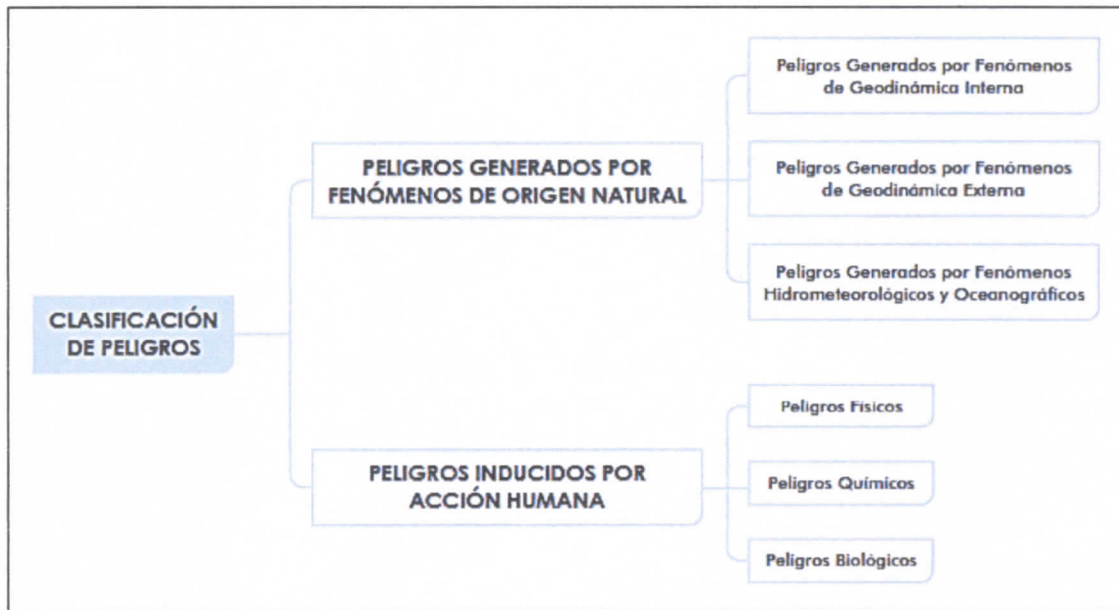 CLASIFICACIÓN
DE PELIGROS
PELIGROS GENERADOS POR
FENÓMENOS DE ORIGEN NATURAL
Peligros Generados por Fenómenos
de Geodinámica Interna
Peligros Generados por Fenómenos
de Geodinámica Externa
Peligros Generados por Fenómenos
Hidrometeorológicos y Oceanográficos
PELIGROS INDUCIDOS POR
ACCIÓN HUMANA
Peligros Físicos
Peligros Químicos
Peligros Biológicos